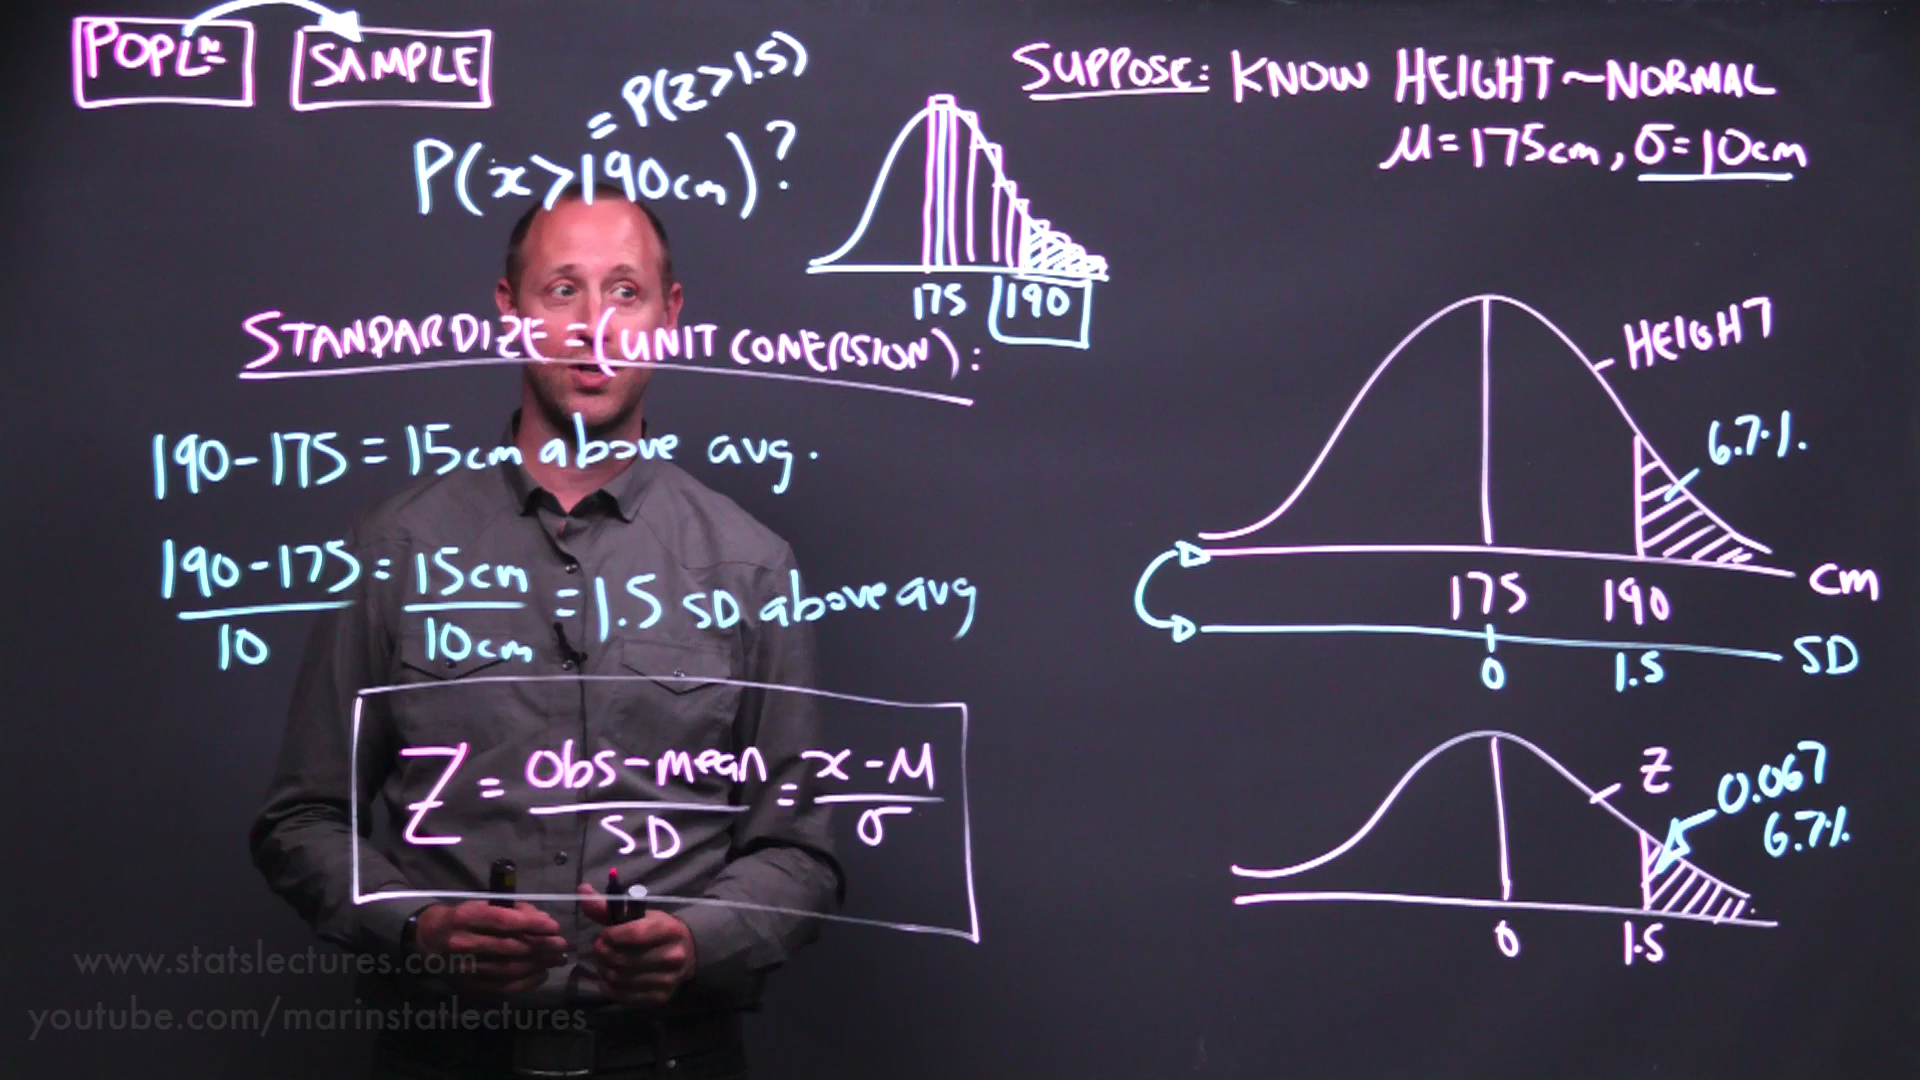 POPLN
SAMPLE
= P(Z>1.5)
P(x>190cm)?
175
190
SUPPOSE: KNOW HEIGHT~NORMAL
μ=175cm, σ=10cm
STANDARDIZE=(UNIT CONERSION):
190-175=15cm above avg.
190-175 = 15cm = 1.5 SD above avg
10 10cm
Z = obs-mean = x-μ
SD σ
HEIGHT
6.7%
175 190 cm
0 1.5 SD
Z
0.067
6.7%
0 1.5
www.statslectures.com
youtube.com/marinstatlectures